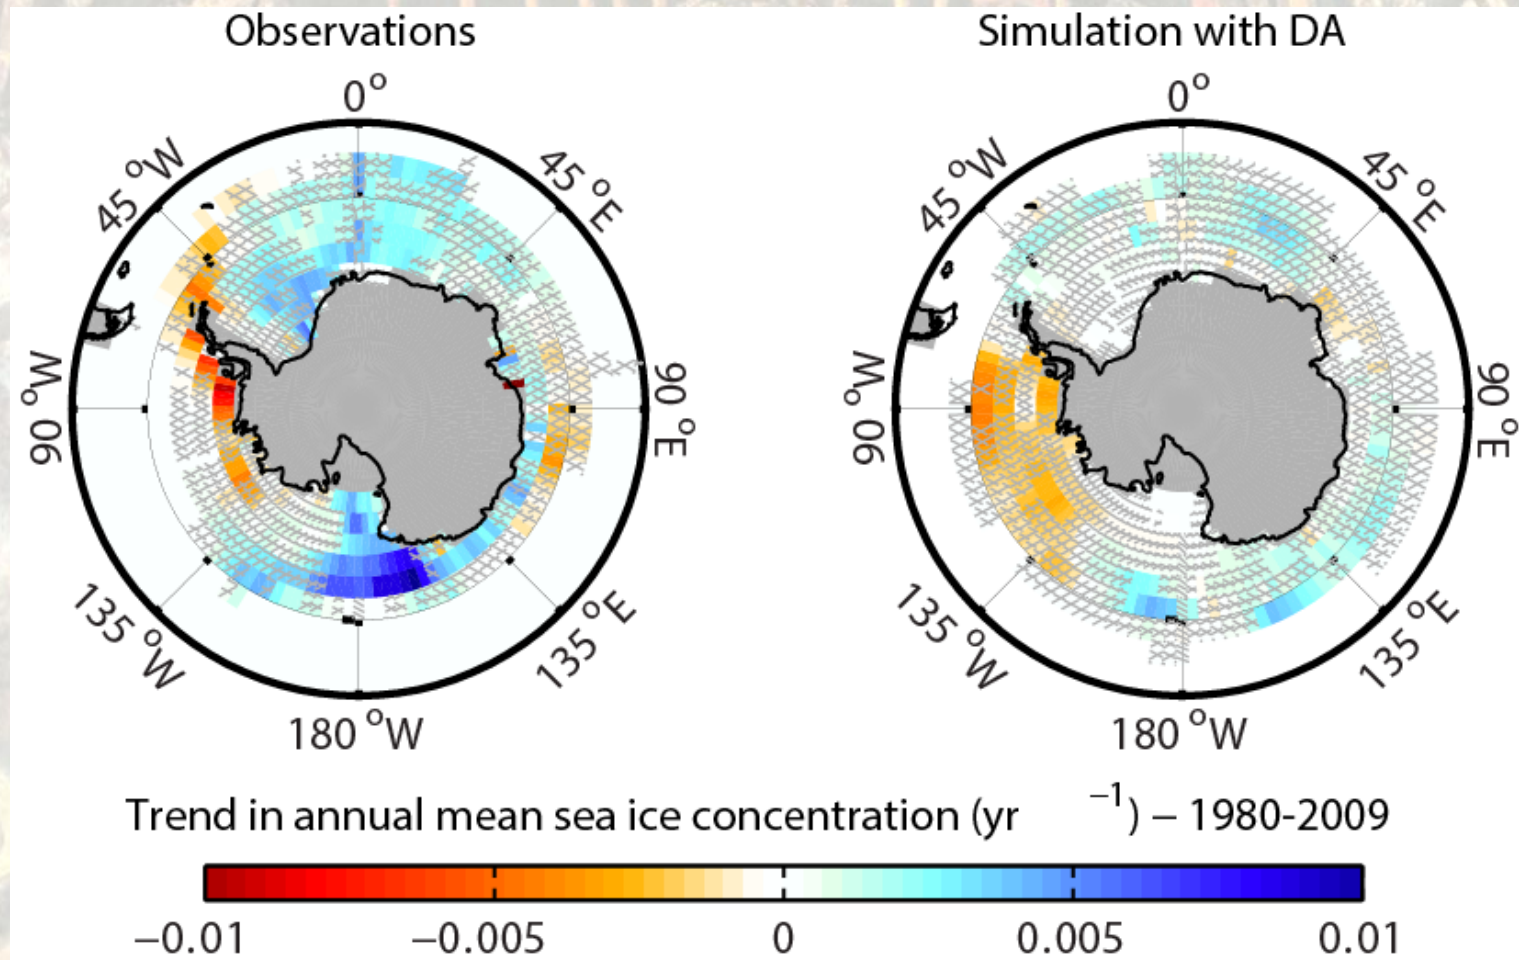 Observations
Simulation with DA
0°
45 °W
45 °E
90 °W
90 °E
135 °W
135 °E
180 °W
0°
45 °W
45 °E
90 °W
90 °E
135 °W
135 °E
180 °W
Trend in annual mean sea ice concentration (yr ⁻¹) – 1980-2009
−0.01 −0.005 0 0.005 0.01